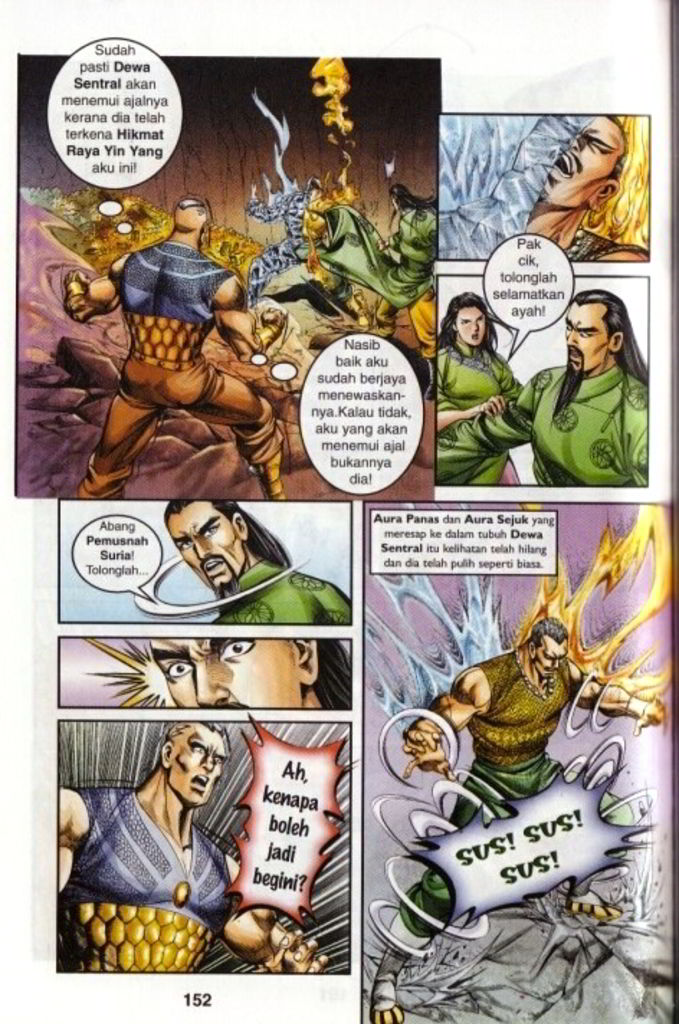 Sudah
pasti Dewa
Sentral akan
menemui ajalnya
kerana dia telah
terkena Hikmat
Raya Yin Yang
aku ini!
Nasib
baik aku
sudah berjaya
menewaskan-
nya.Kalau tidak,
aku yang akan
menemui ajal
bukannya
dia!
Pak
cik,
tolonglah
selamatkan
ayah!
Abang
Pemusnah
Suria!
Tolonglah...
Ah,
kenapa
boleh
jadi
begini?
Aura Panas dan Aura Sejuk yang
meresap ke dalam tubuh Dewa
Sentral itu kelihatan telah hilang
dan dia telah pulih seperti biasa.
SUS! SUS!
SUS!
152